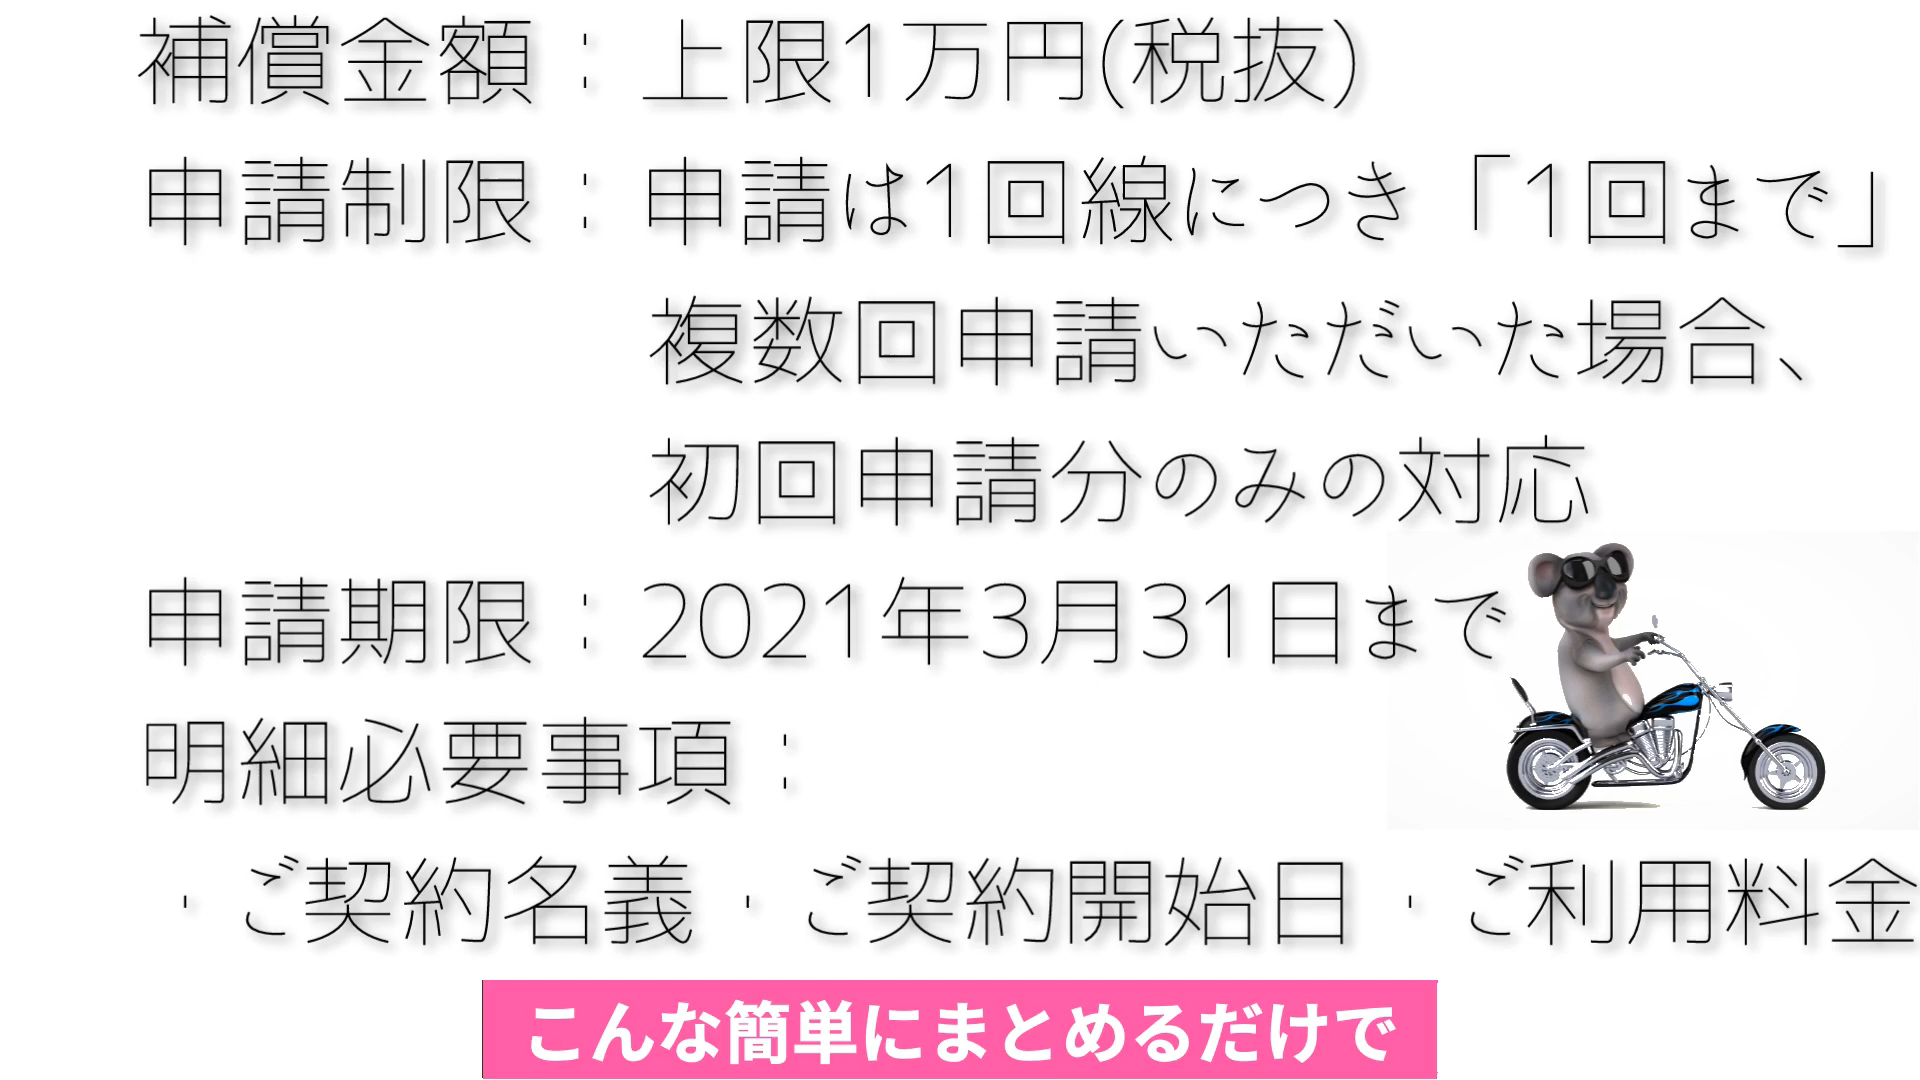 補償金額：上限1万円(税抜)
申請制限：申請は1回線につき「1回まで」
複数回申請いただいた場合、
初回申請分のみの対応
申請期限：2021年3月31日まで
明細必要事項：
・ご契約名義・ご契約開始日・ご利用料金
こんな簡単にまとめるだけで